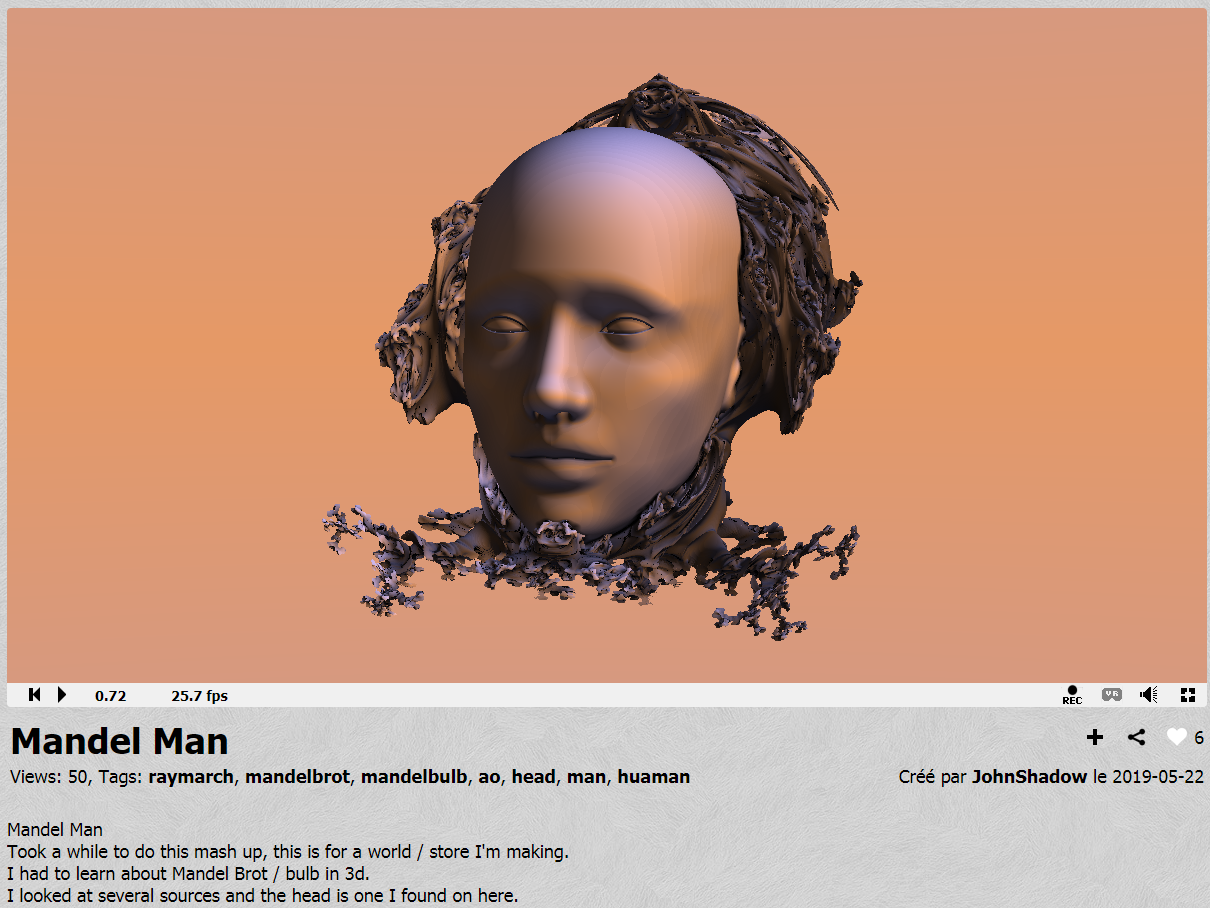 0.72 25.7 fps REC VR
Mandel Man 6
Views: 50, Tags: raymarch, mandelbrot, mandelbulb, ao, head, man, huaman Créé par JohnShadow le 2019-05-22
Mandel Man
Took a while to do this mash up, this is for a world / store I'm making.
I had to learn about Mandel Brot / bulb in 3d.
I looked at several sources and the head is one I found on here.